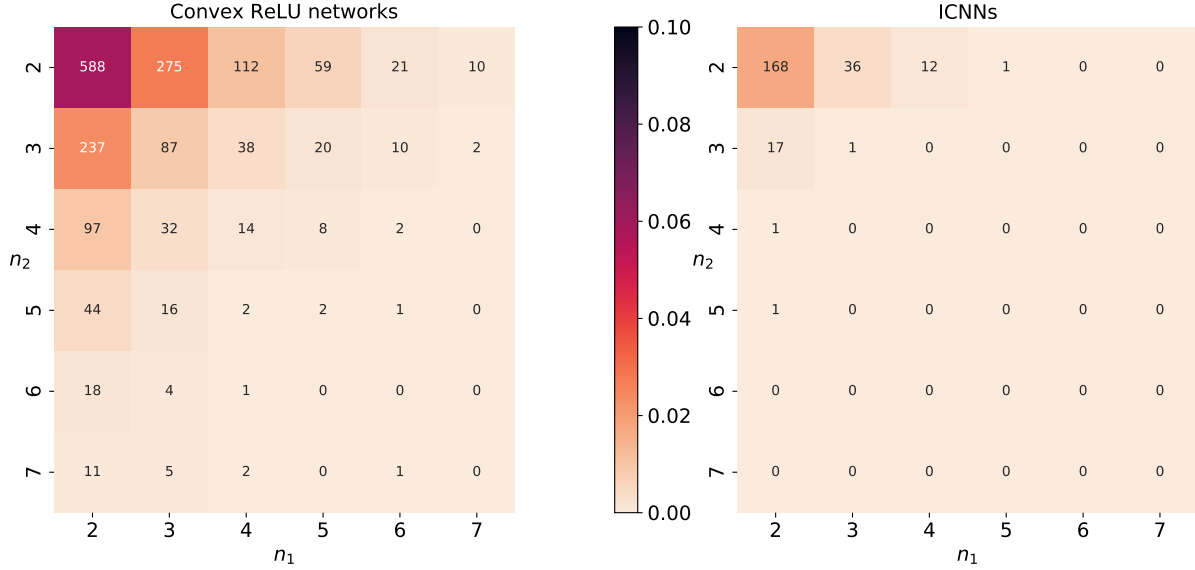 Convex ReLU networks
2 588 275 112 59 21 10
3 237 87 38 20 10 2
4 97 32 14 8 2 0
n₂
5 44 16 2 2 1 0
6 18 4 1 0 0 0
7 11 5 2 0 1 0
2 3 4 5 6 7
n₁
0.10
0.08
0.06
0.04
0.02
0.00
ICNNs
2 168 36 12 1 0 0
3 17 1 0 0 0 0
4 1 0 0 0 0 0
n₂
5 1 0 0 0 0 0
6 0 0 0 0 0 0
7 0 0 0 0 0 0
2 3 4 5 6 7
n₁